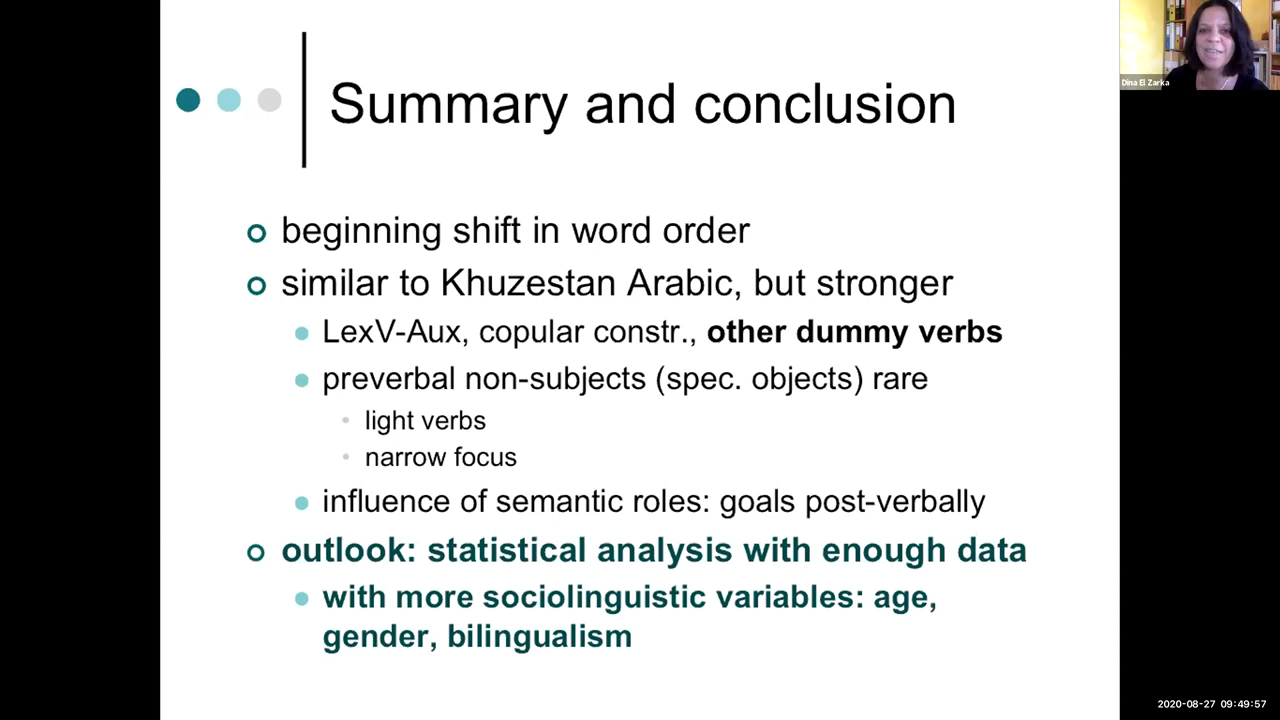 Summary and conclusion
Dina El Zarka
beginning shift in word order
similar to Khuzestan Arabic, but stronger
LexV-Aux, copular constr., other dummy verbs
preverbal non-subjects (spec. objects) rare
light verbs
narrow focus
influence of semantic roles: goals post-verbally
outlook: statistical analysis with enough data
with more sociolinguistic variables: age,
gender, bilingualism
2020-08-27 09:49:57